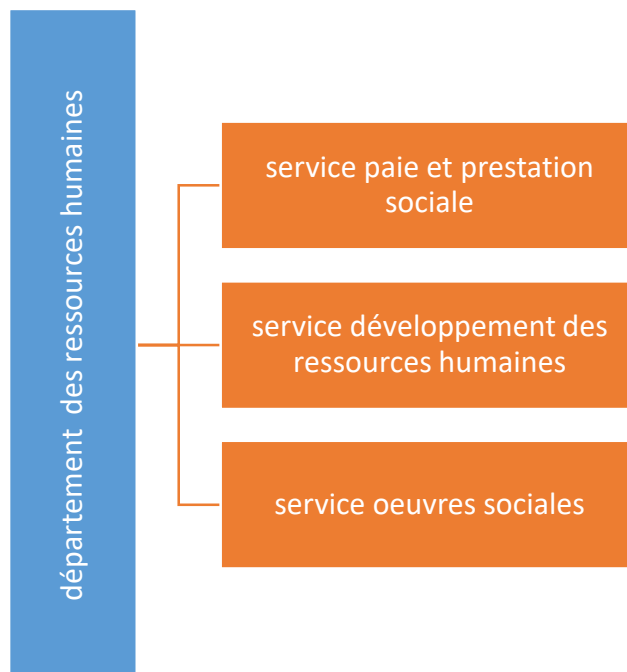 département des ressources humaines
service paie et prestation
sociale
service développement des
ressources humaines
service oeuvres sociales